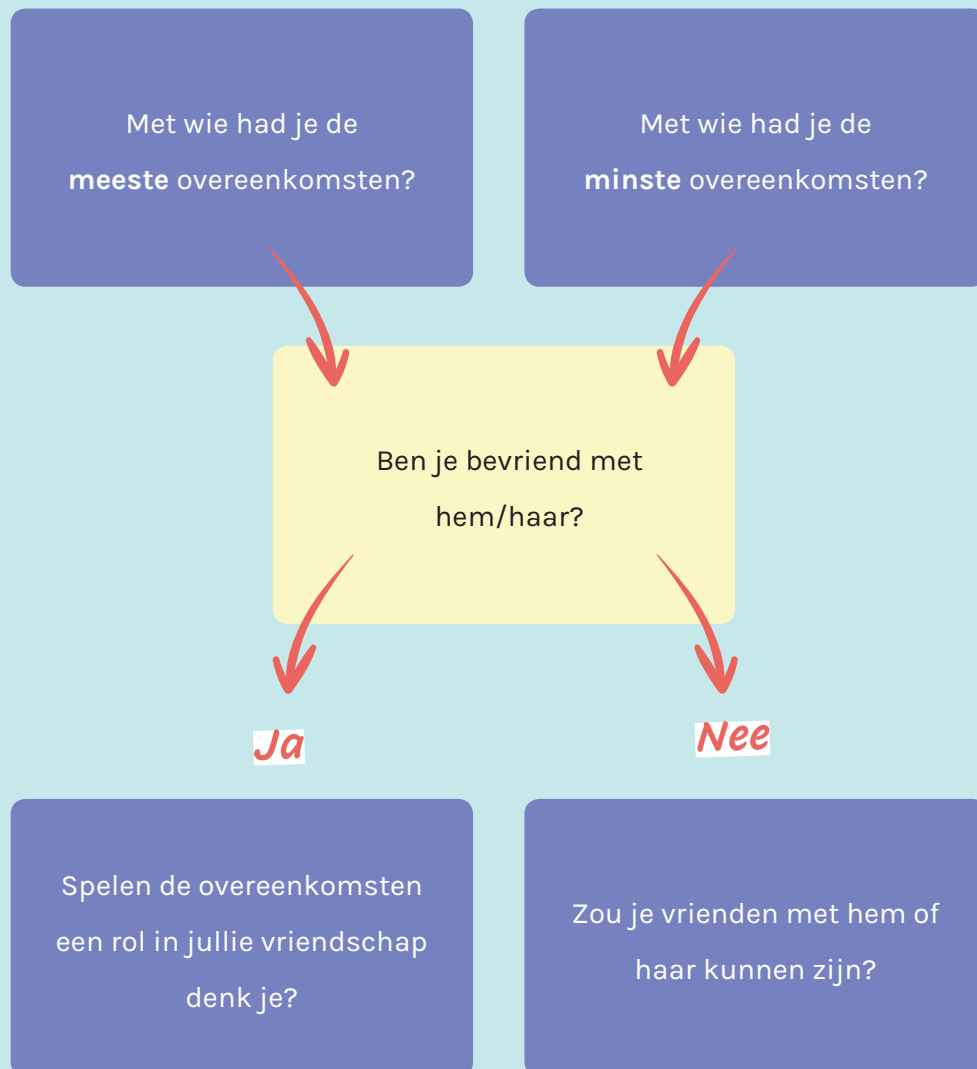 Met wie had je de
meeste overeenkomsten?
Met wie had je de
minste overeenkomsten?
Ben je bevriend met
hem/haar?
Ja
Nee
Spelen de overeenkomsten
een rol in jullie vriendschap
denk je?
Zou je vrienden met hem of
haar kunnen zijn?